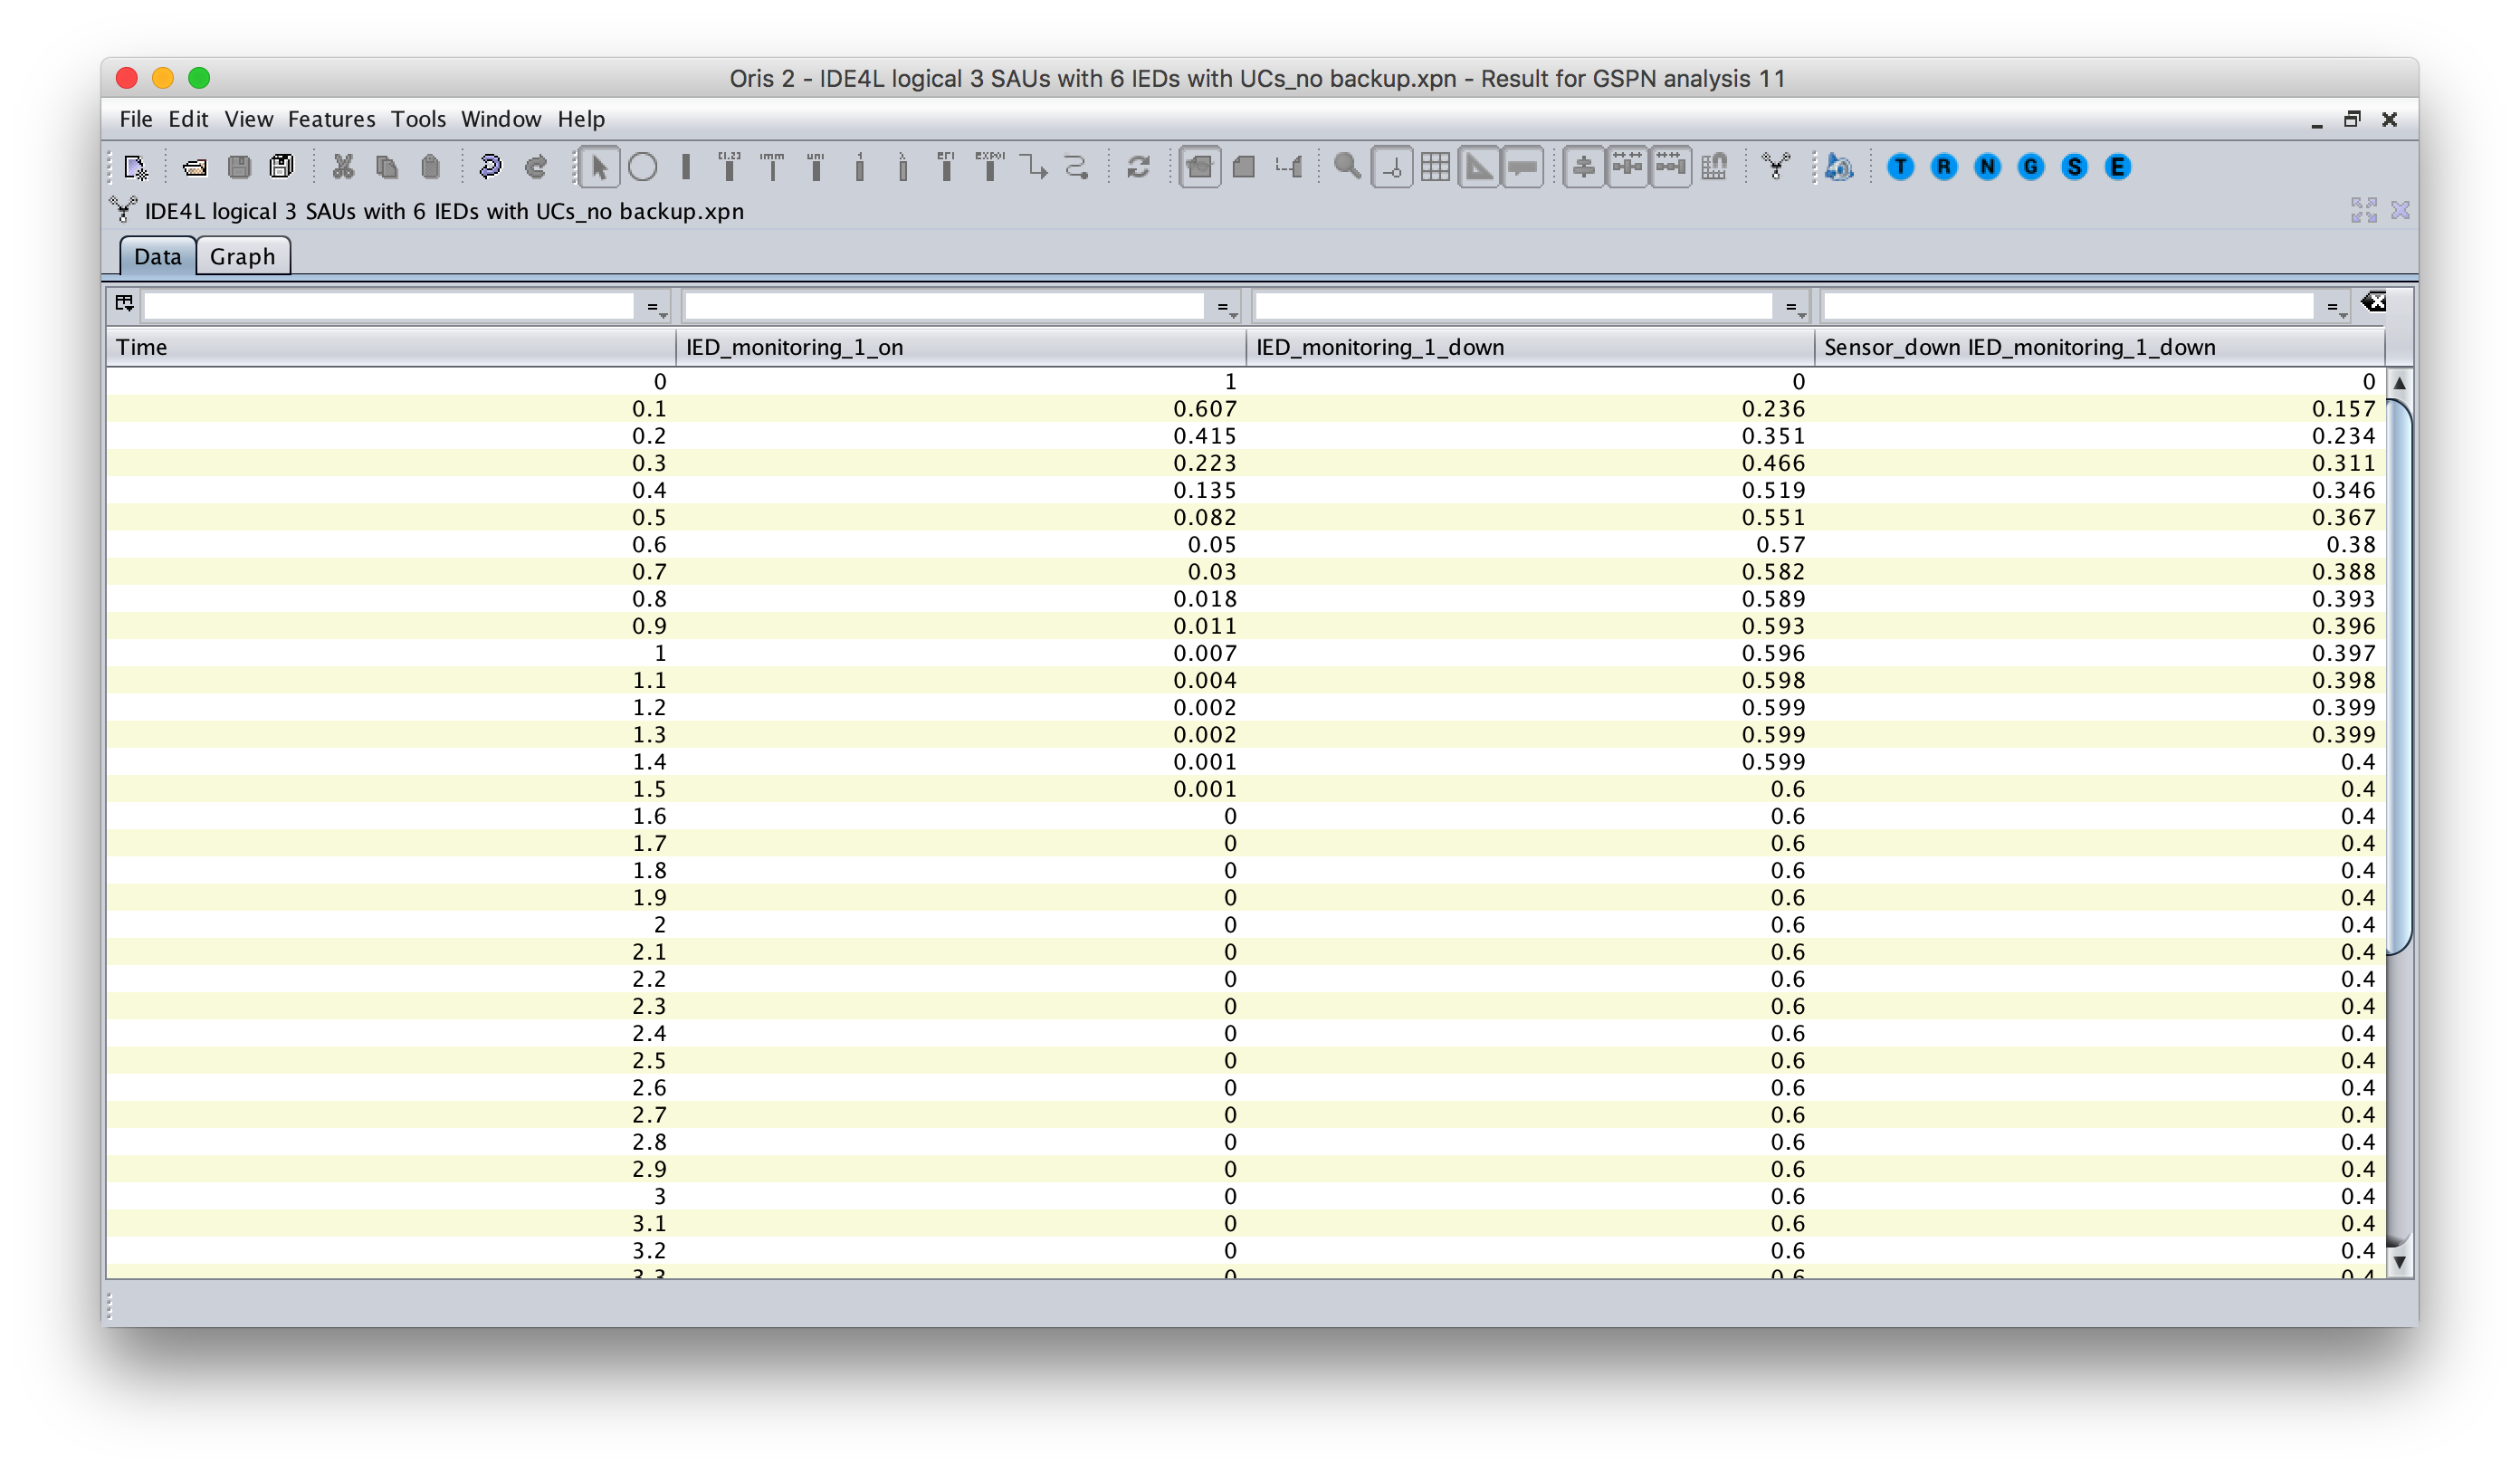 Oris 2 - IDE4L logical 3 SAUs with 6 IEDs with UCs_no backup.xpn - Result for GSPN analysis 11
File Edit View Features Tools Window Help
[1,2] imm uni 1 λ ERL EXPOL T R N G S E
IDE4L logical 3 SAUs with 6 IEDs with UCs_no backup.xpn
Data Graph
= = = =
Time IED_monitoring_1_on IED_monitoring_1_down Sensor_down IED_monitoring_1_down
0 1 0 0
0.1 0.607 0.236 0.157
0.2 0.415 0.351 0.234
0.3 0.223 0.466 0.311
0.4 0.135 0.519 0.346
0.5 0.082 0.551 0.367
0.6 0.05 0.57 0.38
0.7 0.03 0.582 0.388
0.8 0.018 0.589 0.393
0.9 0.011 0.593 0.396
1 0.007 0.596 0.397
1.1 0.004 0.598 0.398
1.2 0.002 0.599 0.399
1.3 0.002 0.599 0.399
1.4 0.001 0.599 0.4
1.5 0.001 0.6 0.4
1.6 0 0.6 0.4
1.7 0 0.6 0.4
1.8 0 0.6 0.4
1.9 0 0.6 0.4
2 0 0.6 0.4
2.1 0 0.6 0.4
2.2 0 0.6 0.4
2.3 0 0.6 0.4
2.4 0 0.6 0.4
2.5 0 0.6 0.4
2.6 0 0.6 0.4
2.7 0 0.6 0.4
2.8 0 0.6 0.4
2.9 0 0.6 0.4
3 0 0.6 0.4
3.1 0 0.6 0.4
3.2 0 0.6 0.4
3.3 0 0.6 0.4